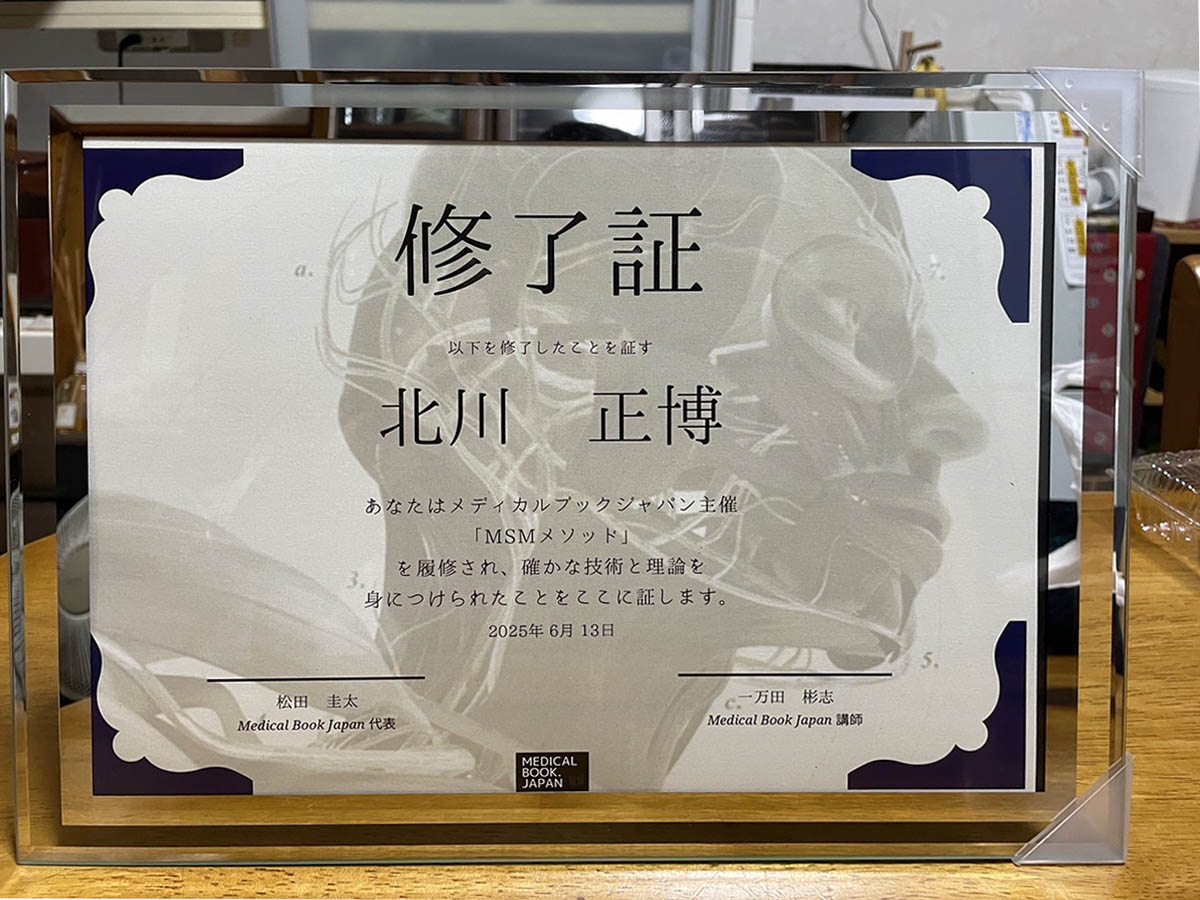 修了証
以下を修了したことを証す
北川　正博
あなたはメディカルブックジャパン主催
「MSMメソッド」
を履修され、確かな技術と理論を
身につけられたことをここに証します。
2025年 6月 13日
松田　圭太
Medical Book Japan 代表
一万田　彬志
Medical Book Japan 講師
MEDICAL
BOOK.
JAPAN
a.
3.
5.
c.